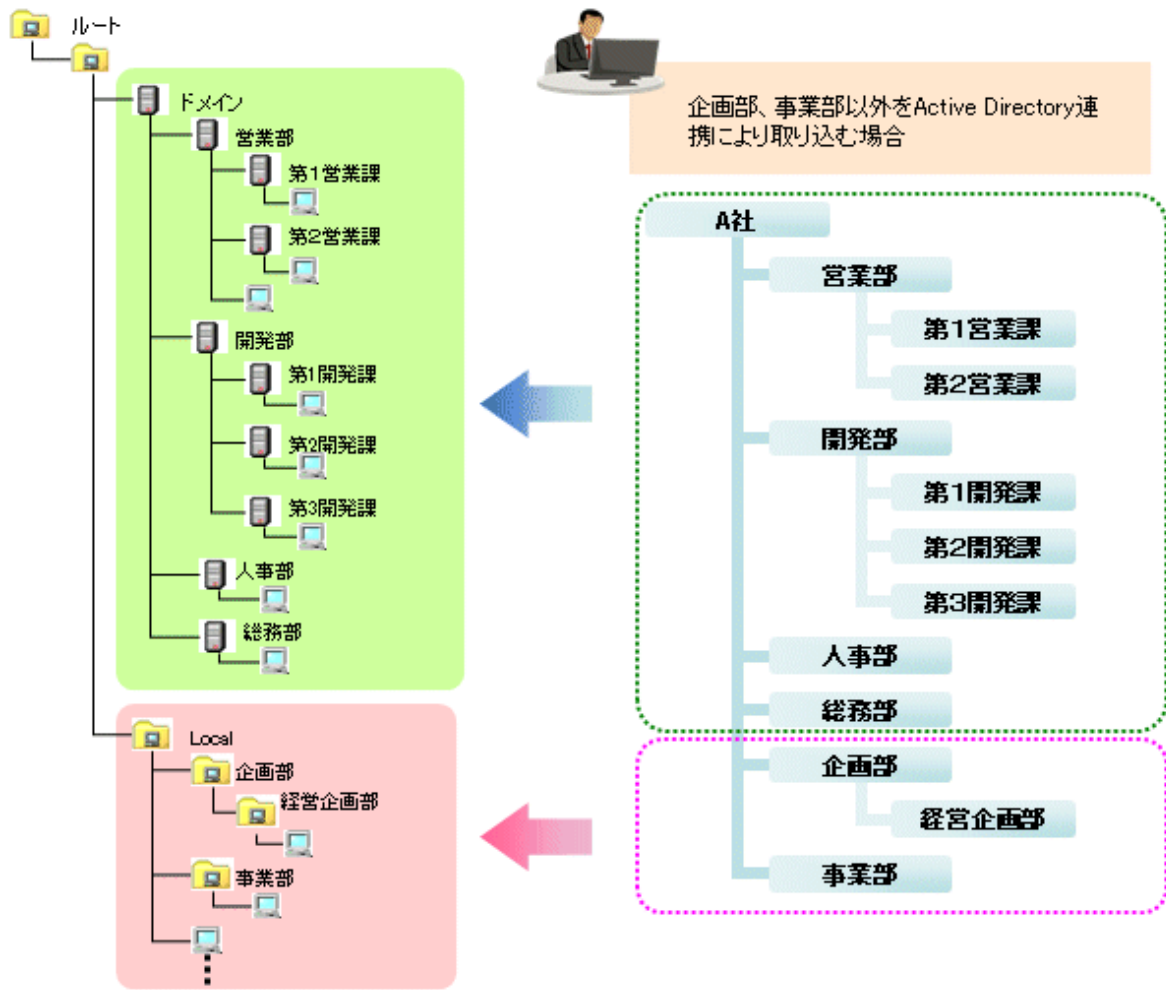 ルート
ドメイン
営業部
第1営業課
第2営業課
開発部
第1開発課
第2開発課
第3開発課
人事部
総務部
Local
企画部
経営企画部
事業部
企画部、事業部以外をActive Directory連
携により取り込む場合
A社
営業部
第1営業課
第2営業課
開発部
第1開発課
第2開発課
第3開発課
人事部
総務部
企画部
経営企画部
事業部